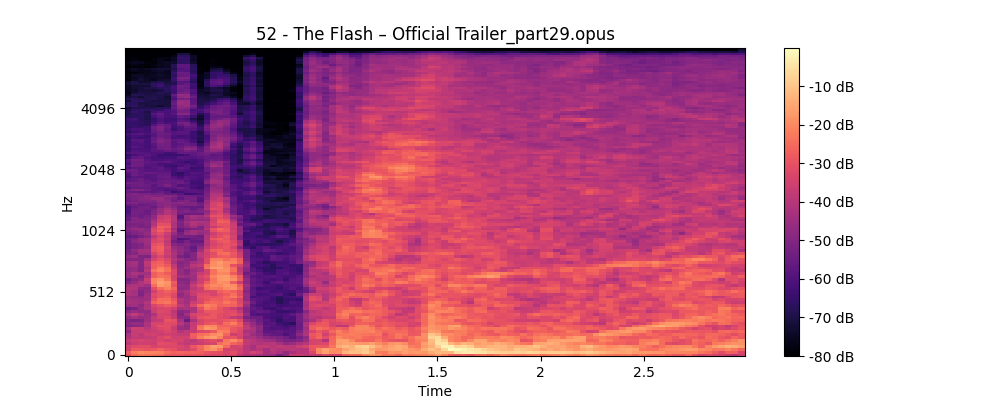 52 - The Flash – Official Trailer_part29.opus
4096
2048
1024
512
0
Hz
0
0.5
1
1.5
2
2.5
Time
-10 dB
-20 dB
-30 dB
-40 dB
-50 dB
-60 dB
-70 dB
-80 dB